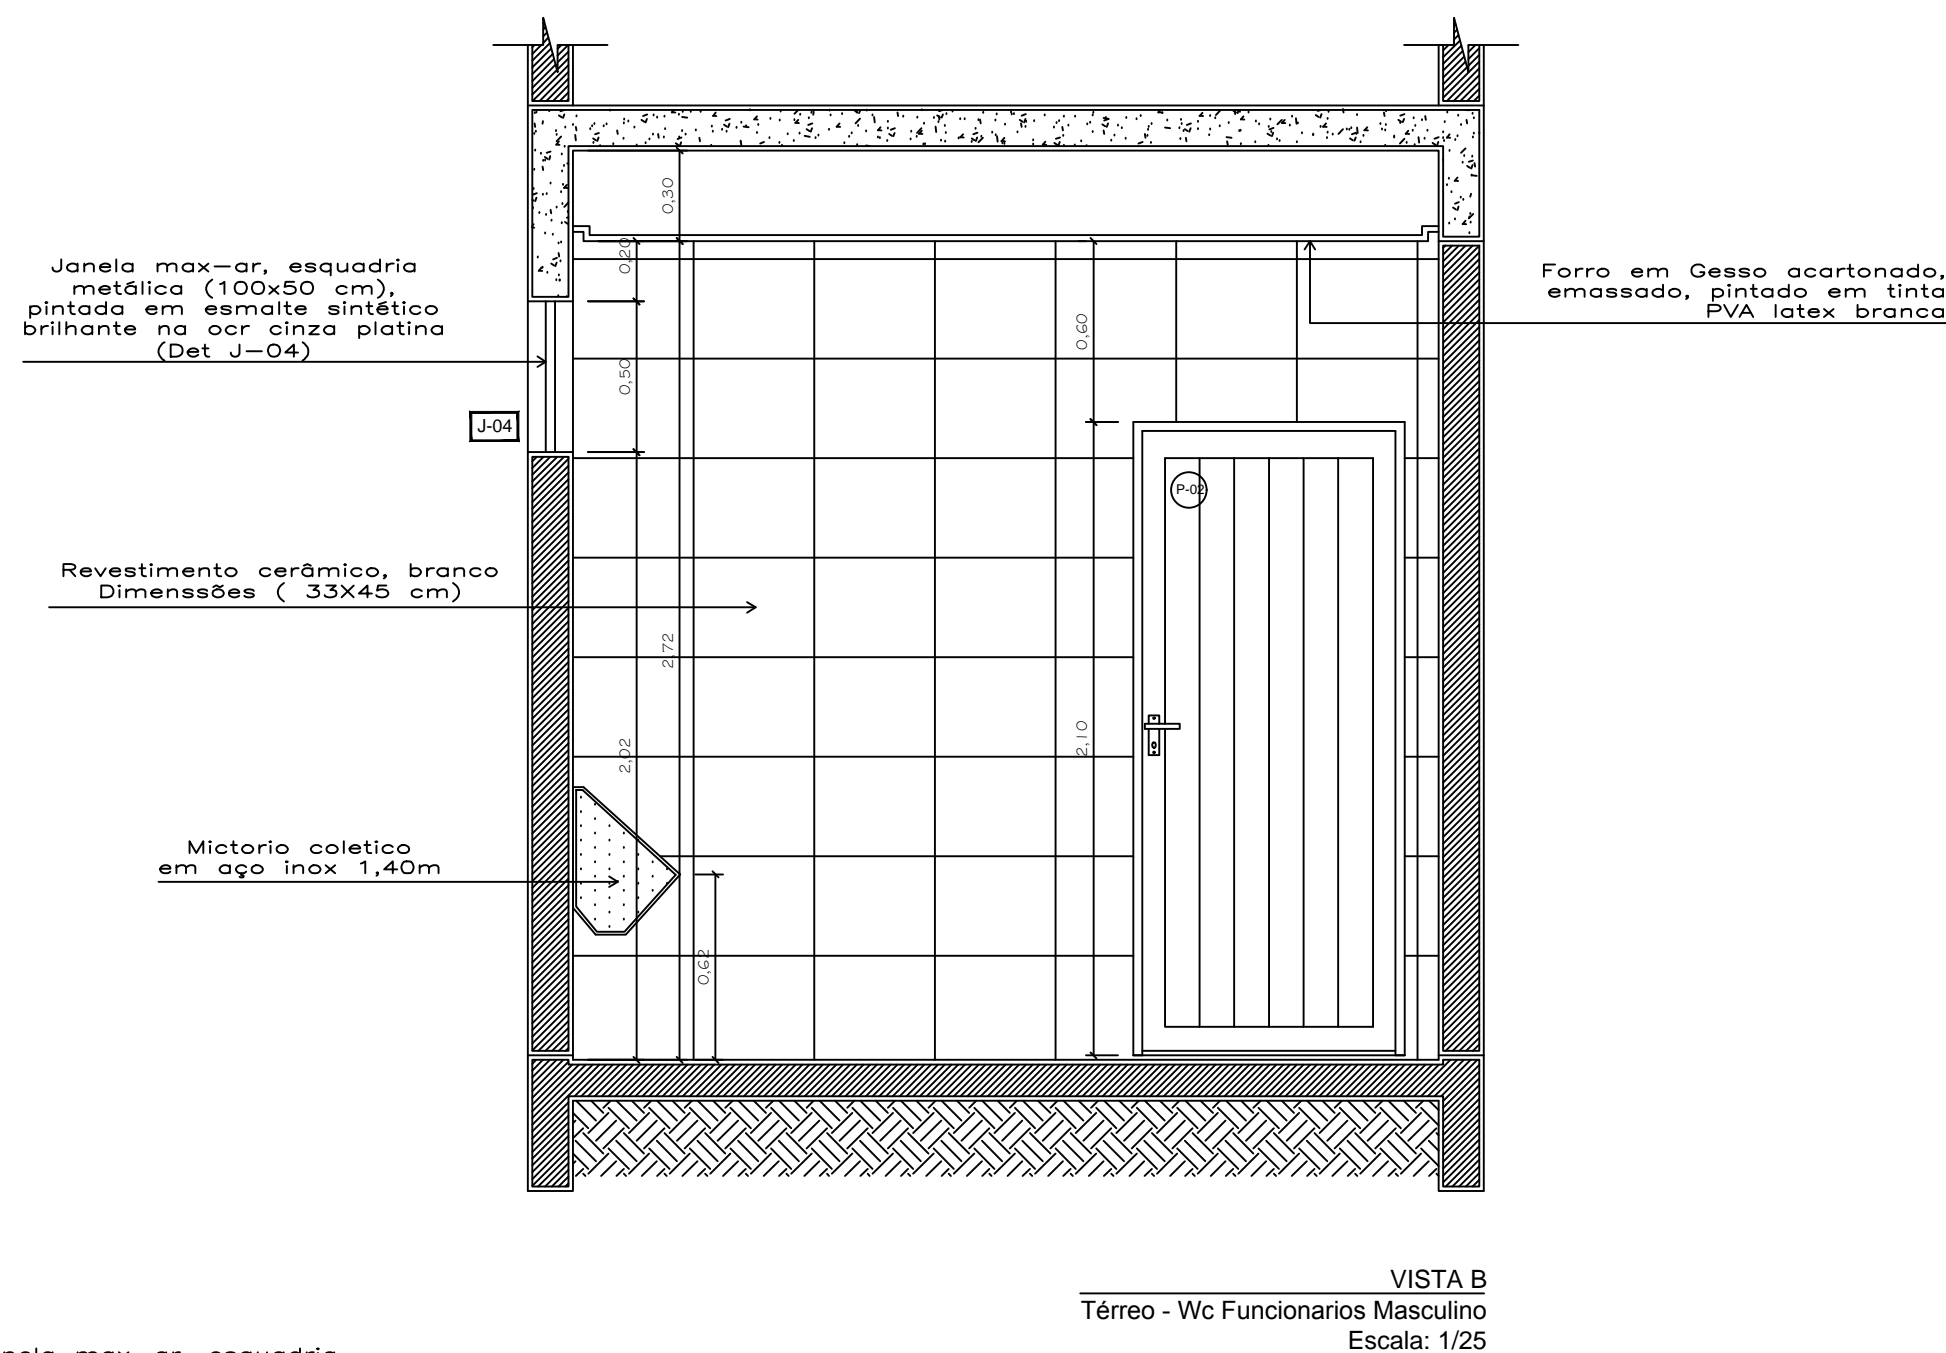 0,30
0,20
Janela max-ar, esquadria
metálica (100x50 cm),
pintada em esmalte sintético
brilhante na ocr cinza platina
(Det J-04)
Forro em Gesso acartonado,
emassado, pintado em tinta
PVA latex branca
0,60
0,50
J-04
P-02
Revestimento cerâmico, branco
Dimenssões ( 33X45 cm)
2,72
2,02
2,10
Mictorio coletico
em aço inox 1,40m
0,62
VISTA B
Térreo - Wc Funcionarios Masculino
Escala: 1/25